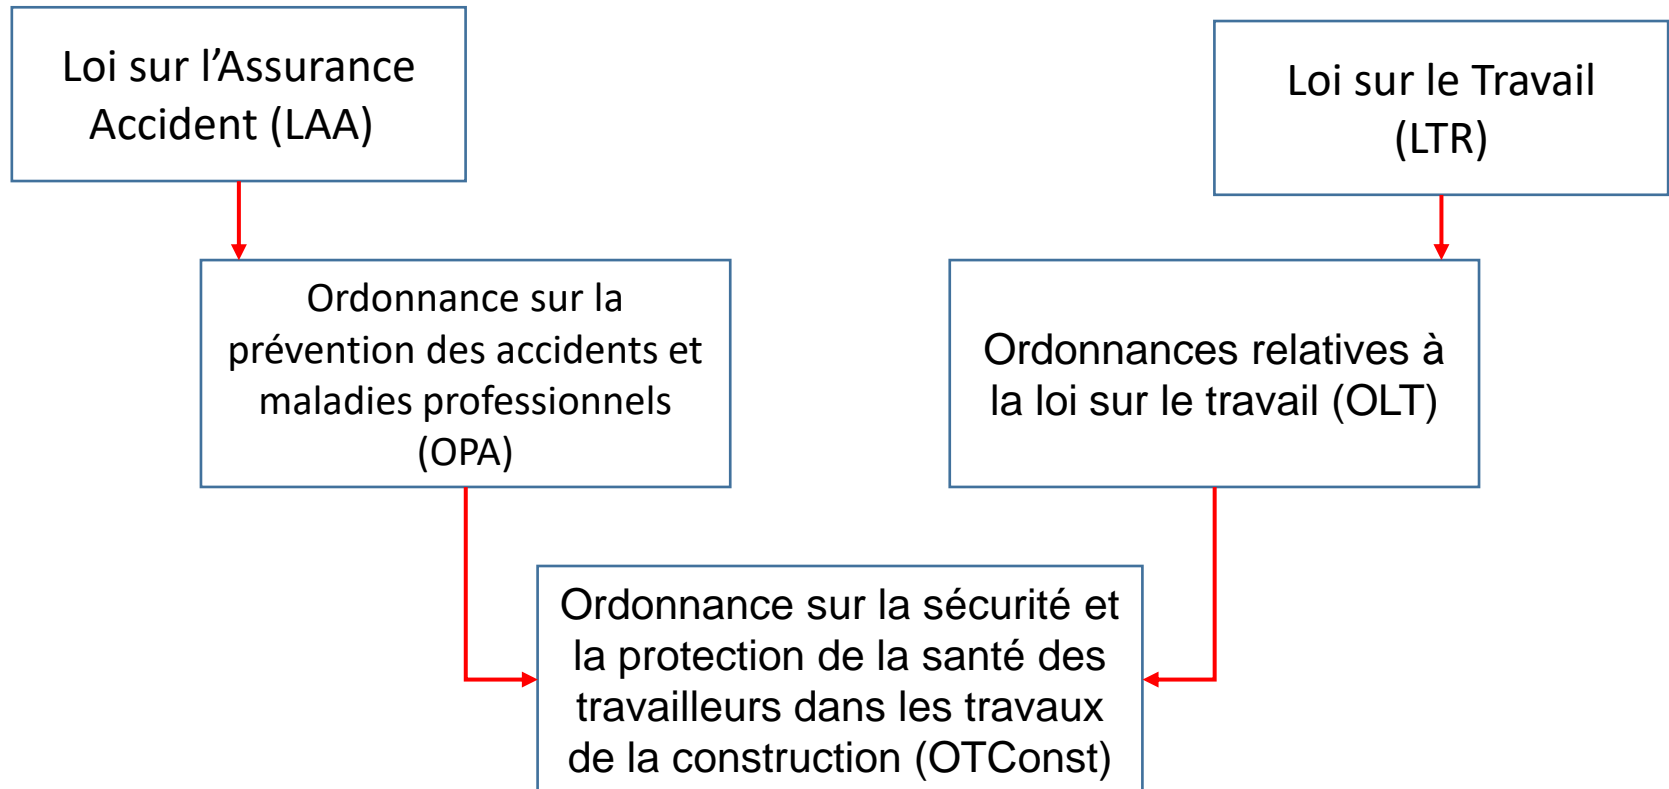 Loi sur l’Assurance
Accident (LAA)
Loi sur le Travail
(LTR)
Ordonnance sur la
prévention des accidents et
maladies professionnels
(OPA)
Ordonnances relatives à
la loi sur le travail (OLT)
Ordonnance sur la sécurité et
la protection de la santé des
travailleurs dans les travaux
de la construction (OTConst)